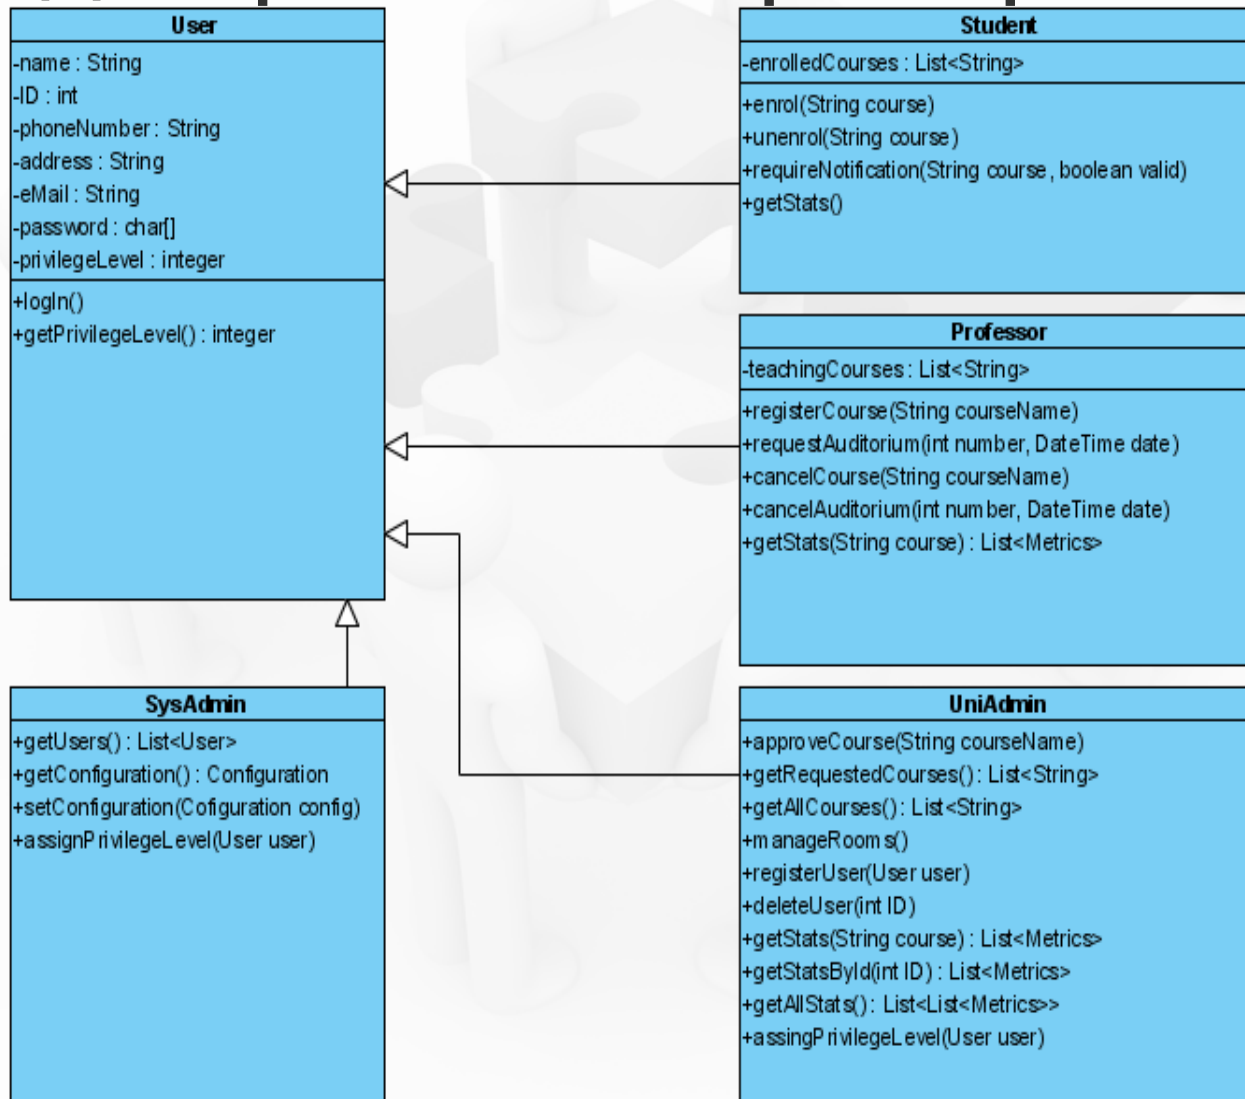 User
-name : String
-ID : int
-phoneNumber : String
-address : String
-eMail : String
-password : char[]
-privilegeLevel : integer
+logIn()
+getPrivilegeLevel() : integer
Student
-enrolledCourses : List<String>
+enrol(String course)
+unenrol(String course)
+requireNotification(String course, boolean valid)
+getStats()
Professor
-teachingCourses : List<String>
+registerCourse(String courseName)
+requestAuditorium(int number, DateTime date)
+cancelCourse(String courseName)
+cancelAuditorium(int number, DateTime date)
+getStats(String course) : List<Metrics>
SysAdmin
+getUsers() : List<User>
+getConfiguration() : Configuration
+setConfiguration(Cofiguration config)
+assignPrivilegeLevel(User user)
UniAdmin
+approveCourse(String courseName)
+getRequestedCourses() : List<String>
+getAllCourses() : List<String>
+manageRooms()
+registerUser(User user)
+deleteUser(int ID)
+getStats(String course) : List<Metrics>
+getStatsById(int ID) : List<Metrics>
+getAllStats() : List<List<Metrics>>
+assingPrivilegeLevel(User user)